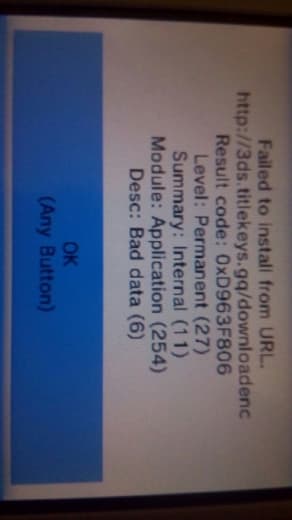 Failed to install from URL.
http://3ds.titlekeys.gq/downloadenc
Result code: 0xD963F806
Level: Permanent (27)
Summary: Internal (11)
Module: Application (254)
Desc: Bad data (6)
OK
(Any Button)